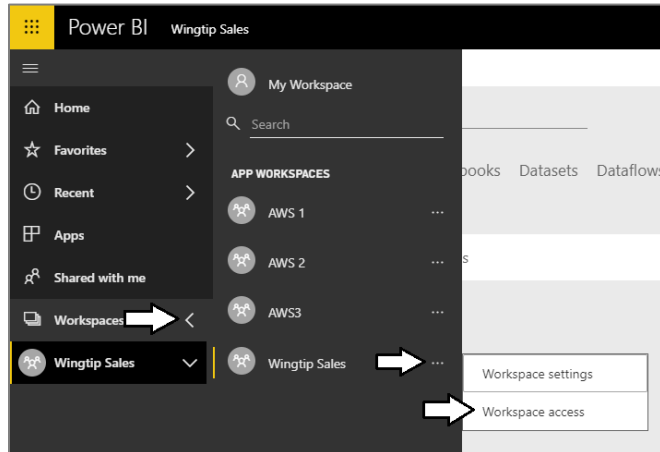 Power BI Wingtip Sales
My Workspace
Home
Search
Favorites
books Datasets Dataflows
APP WORKSPACES
Recent
AWS 1
Apps
AWS 2
s
Shared with me
AWS3
Workspaces
Wingtip Sales
Wingtip Sales
Workspace settings
Workspace access